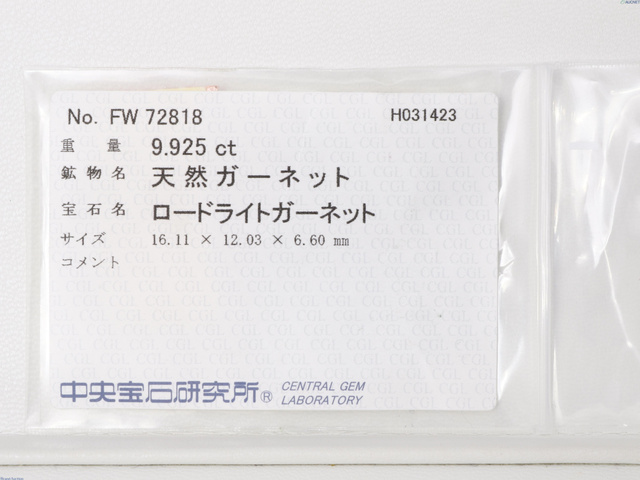 No. FW 72818 H031423
重量 9.925 ct
鉱物名 天然ガーネット
宝石名 ロードライトガーネット
サイズ 16.11 × 12.03 × 6.60 mm
コメント
中央宝石研究所® CENTRAL GEM
LABORATORY